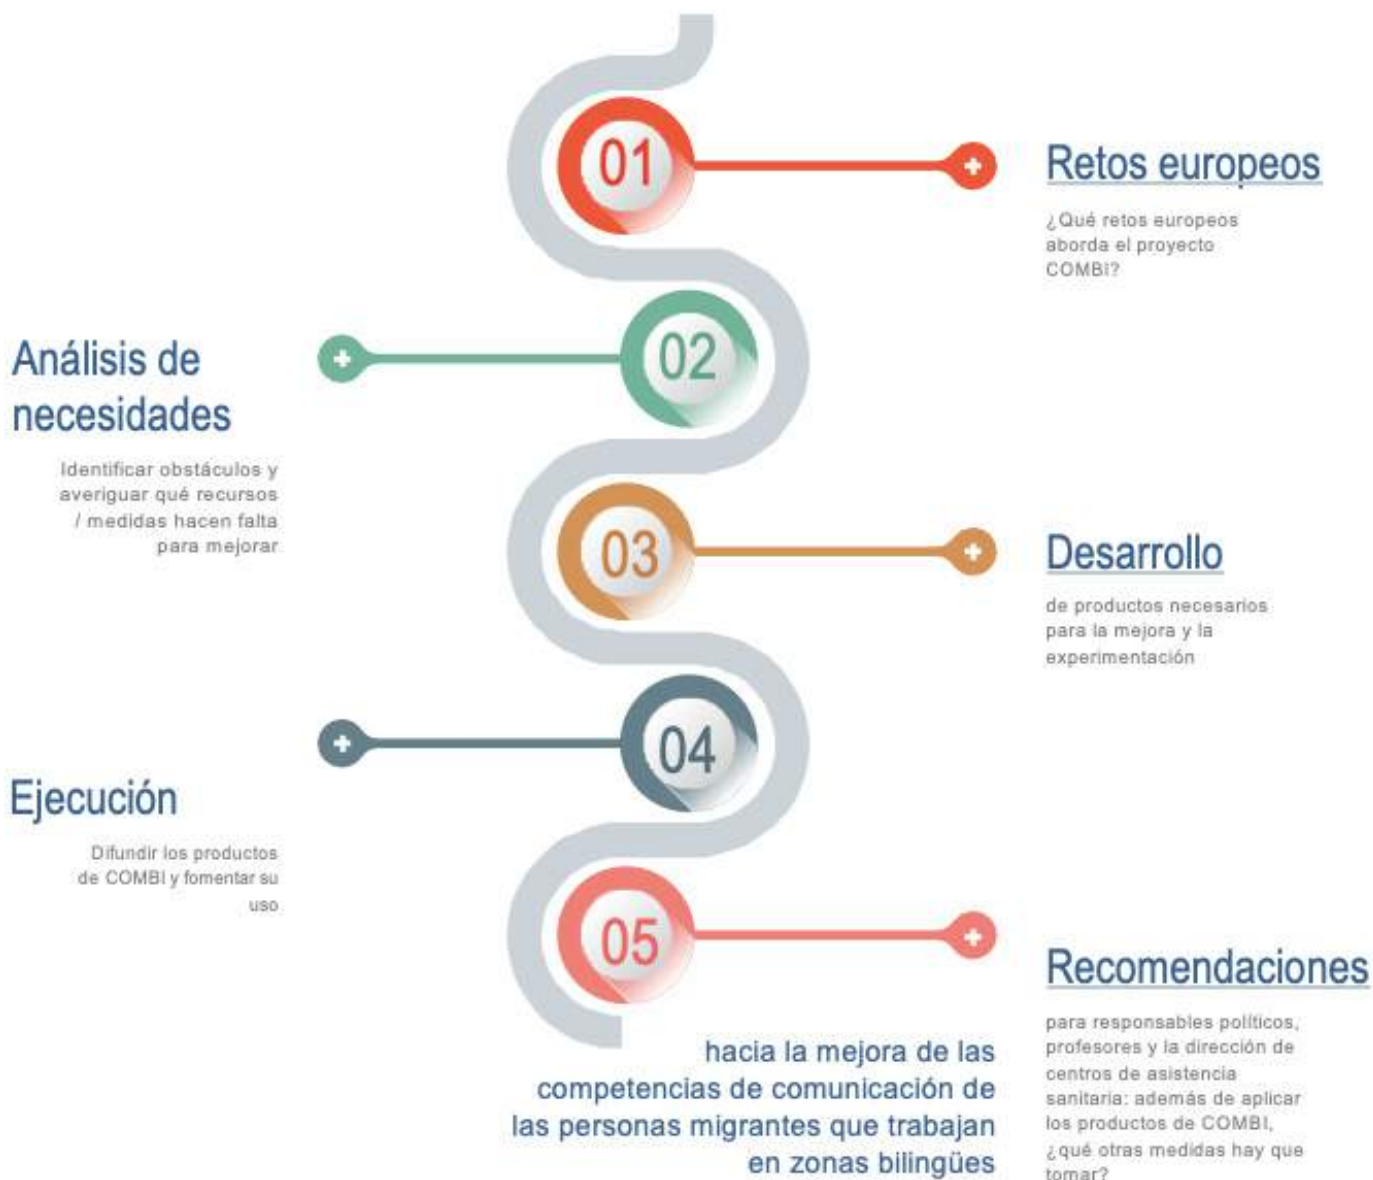 01
Retos europeos
¿Qué retos europeos
aborda el proyecto
COMBI?
02
Análisis de
necesidades
Identificar obstáculos y
averiguar qué recursos
/ medidas hacen falta
para mejorar
03
Desarrollo
de productos necesarios
para la mejora y la
experimentación
04
Ejecución
Difundir los productos
de COMBI y fomentar su
uso
05
Recomendaciones
para responsables políticos,
profesores y la dirección de
centros de asistencia
sanitaria: además de aplicar
los productos de COMBI,
¿qué otras medidas hay que
tomar?
hacia la mejora de las
competencias de comunicación de
las personas migrantes que trabajan
en zonas bilingües